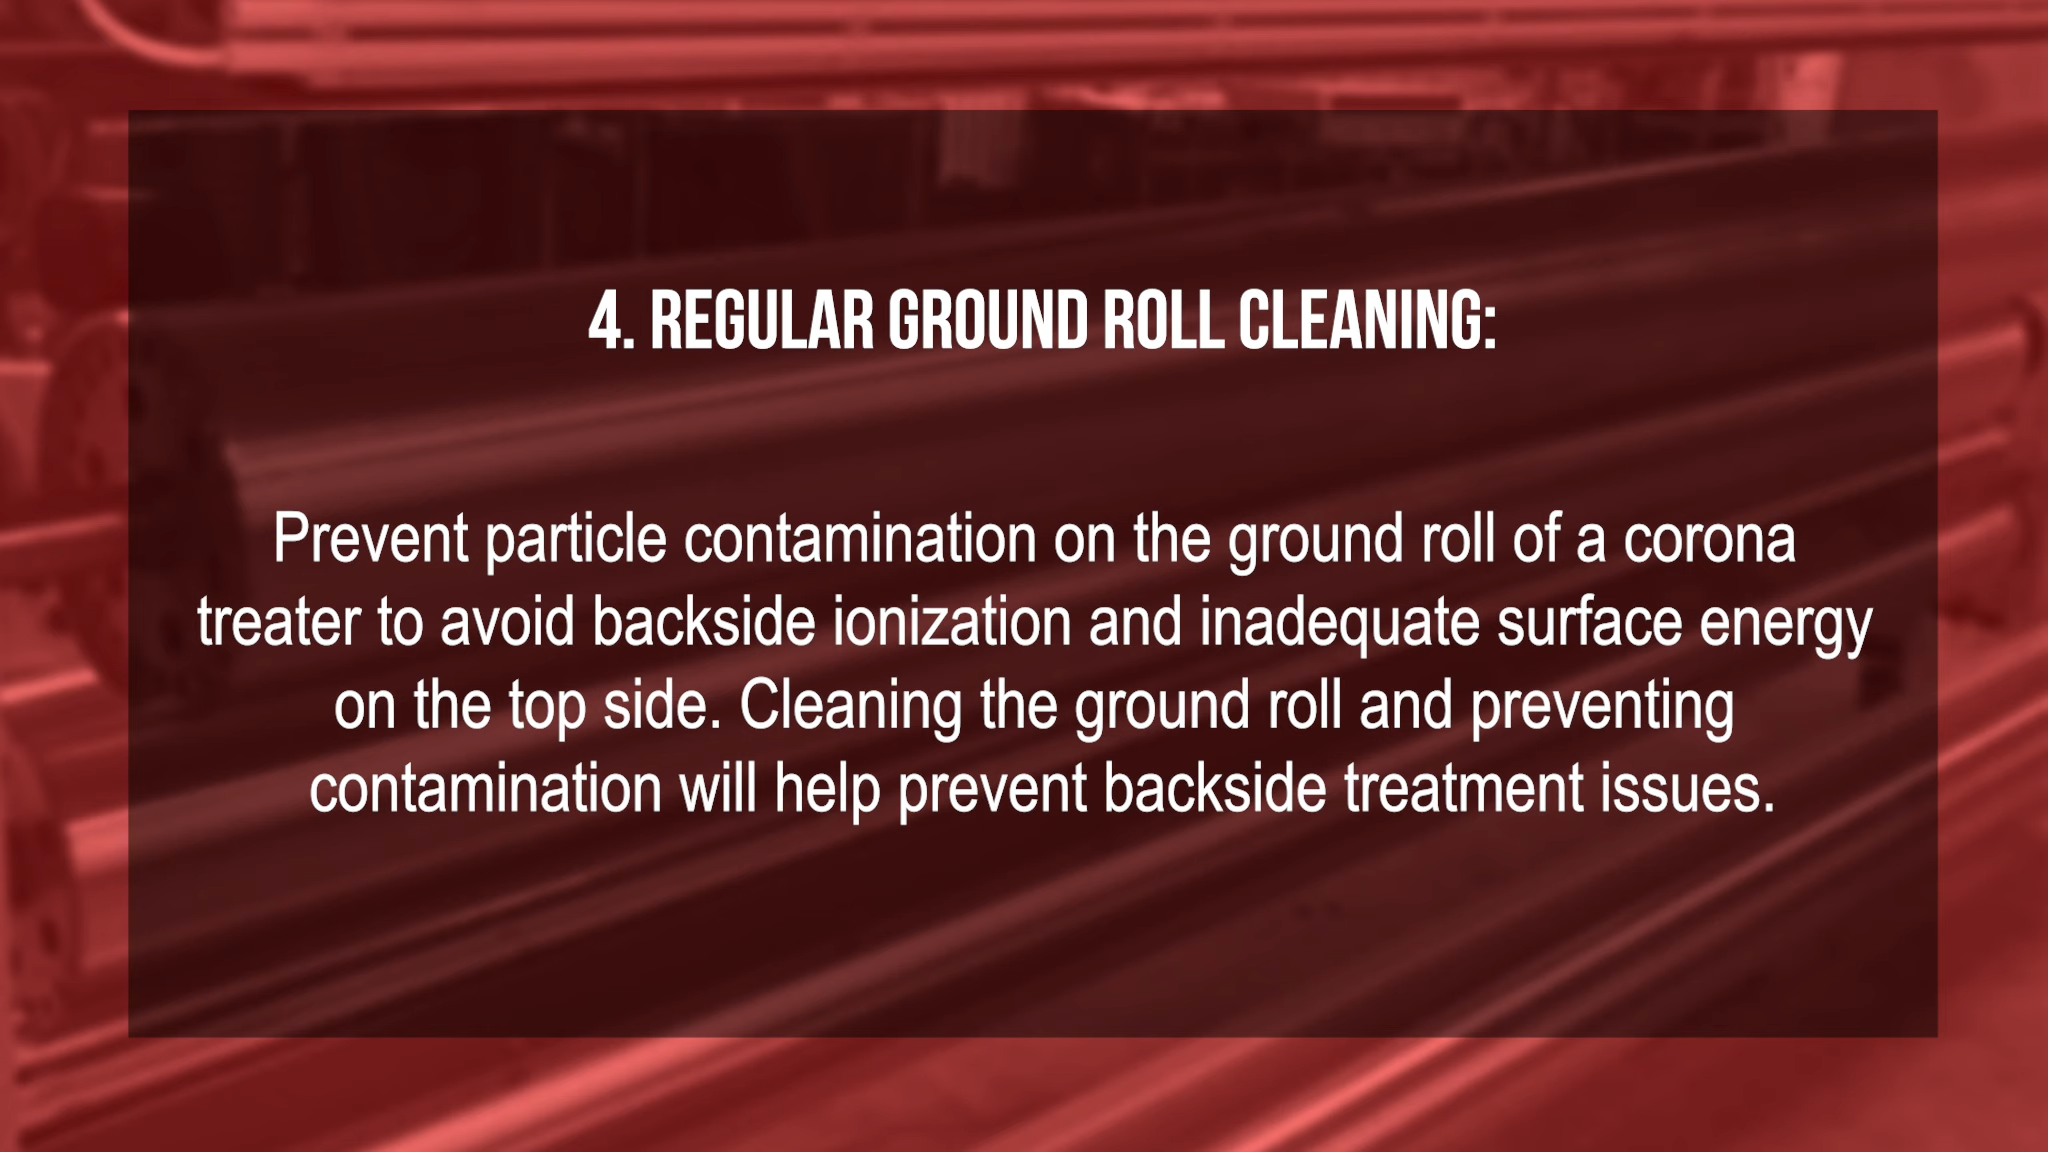 4. REGULAR GROUND ROLL CLEANING:
Prevent particle contamination on the ground roll of a corona
treater to avoid backside ionization and inadequate surface energy
on the top side. Cleaning the ground roll and preventing
contamination will help prevent backside treatment issues.